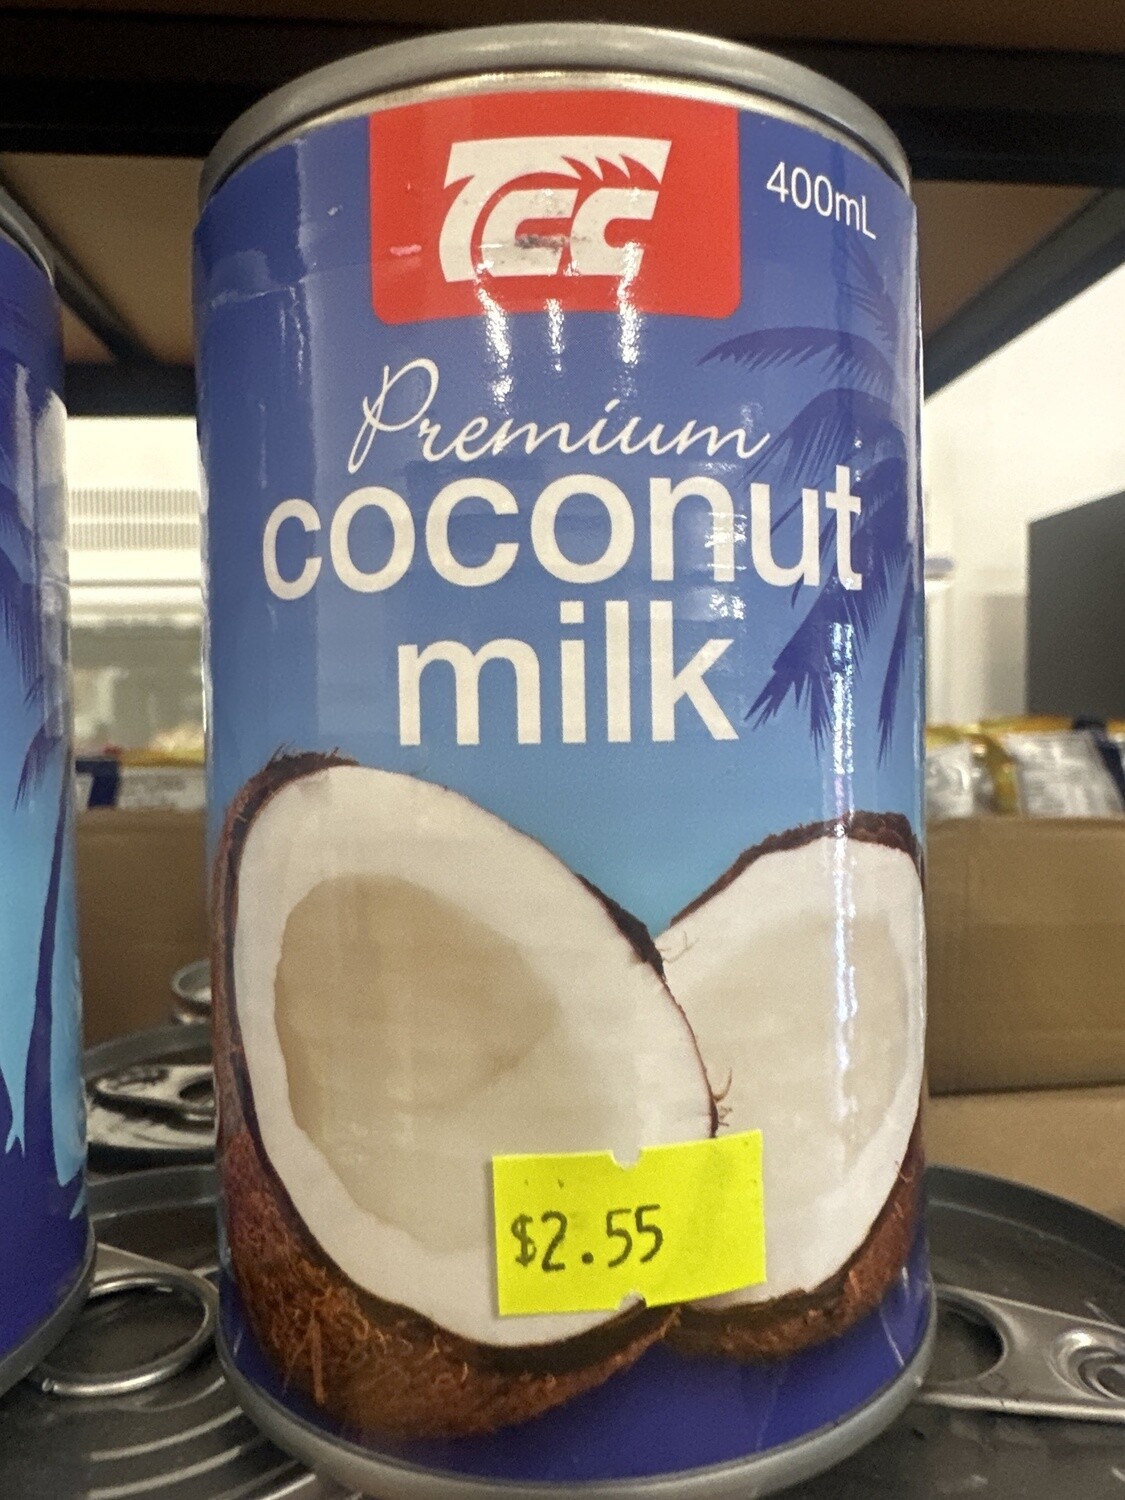 TCC
400mL
Premium
coconut
milk
$2.55